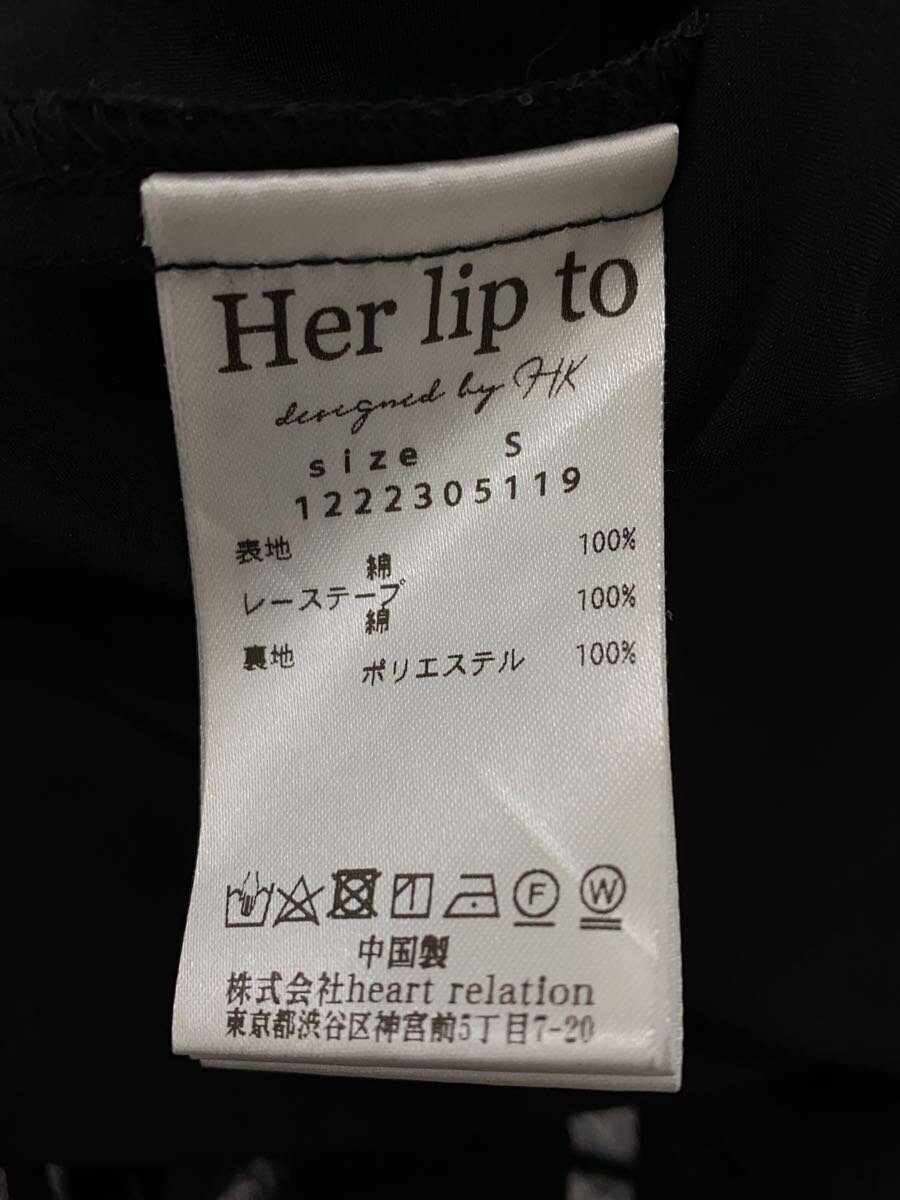 Her lip to
designed by HK
size S
1222305119
表地 綿 100%
レーステープ 綿 100%
裏地 ポリエステル 100%
F W
中国製
株式会社heart relation
東京都渋谷区神宮前5丁目7-20